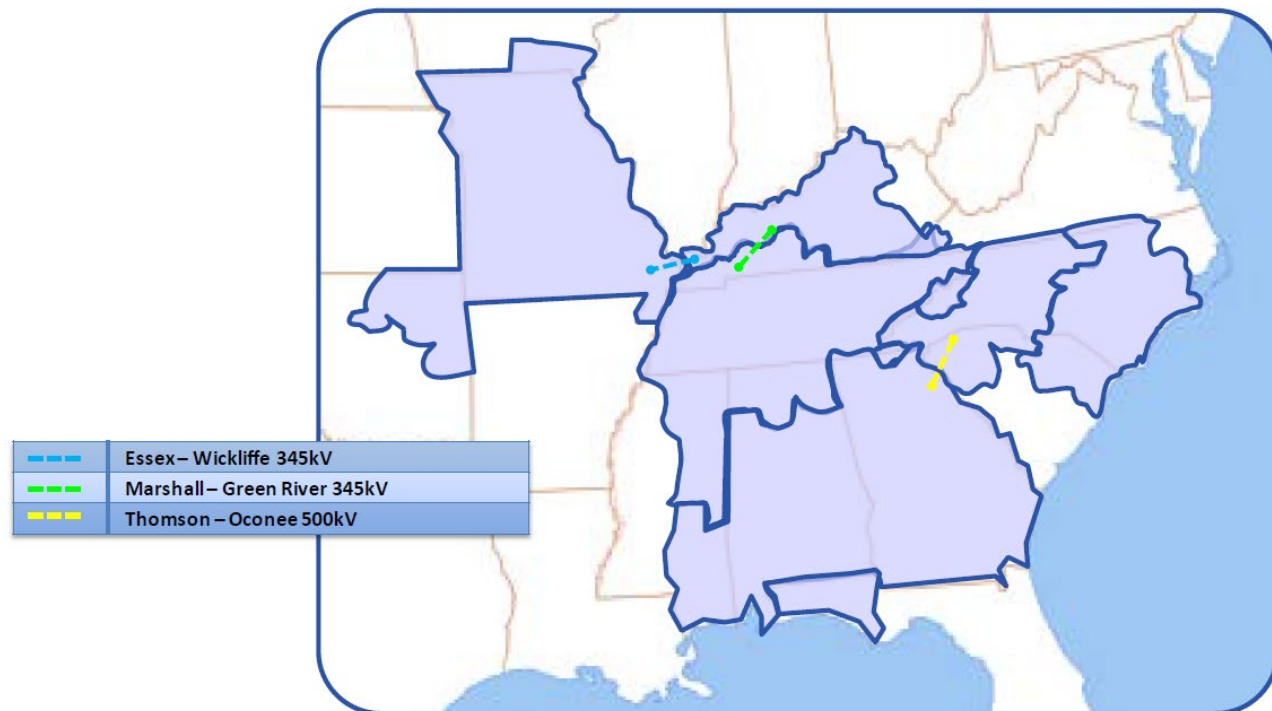 Essex – Wickliffe 345kV
Marshall – Green River 345kV
Thomson – Oconee 500kV